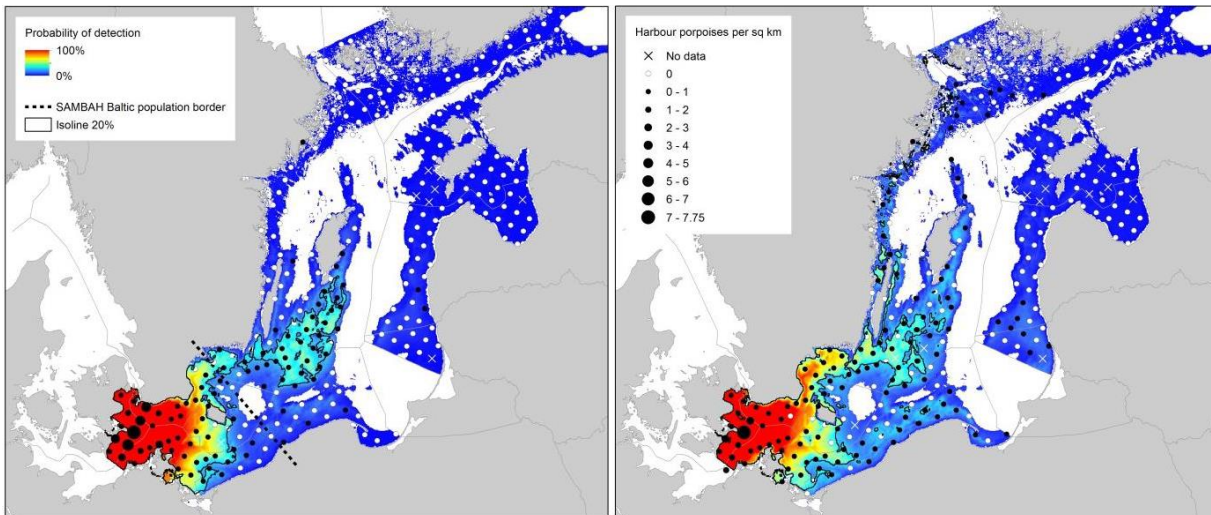 Probability of detection
100%
0%
SAMBAH Baltic population border
Isoline 20%
Harbour porpoises per sq km
No data
0
0 - 1
1 - 2
2 - 3
3 - 4
4 - 5
5 - 6
6 - 7
7 - 7.75